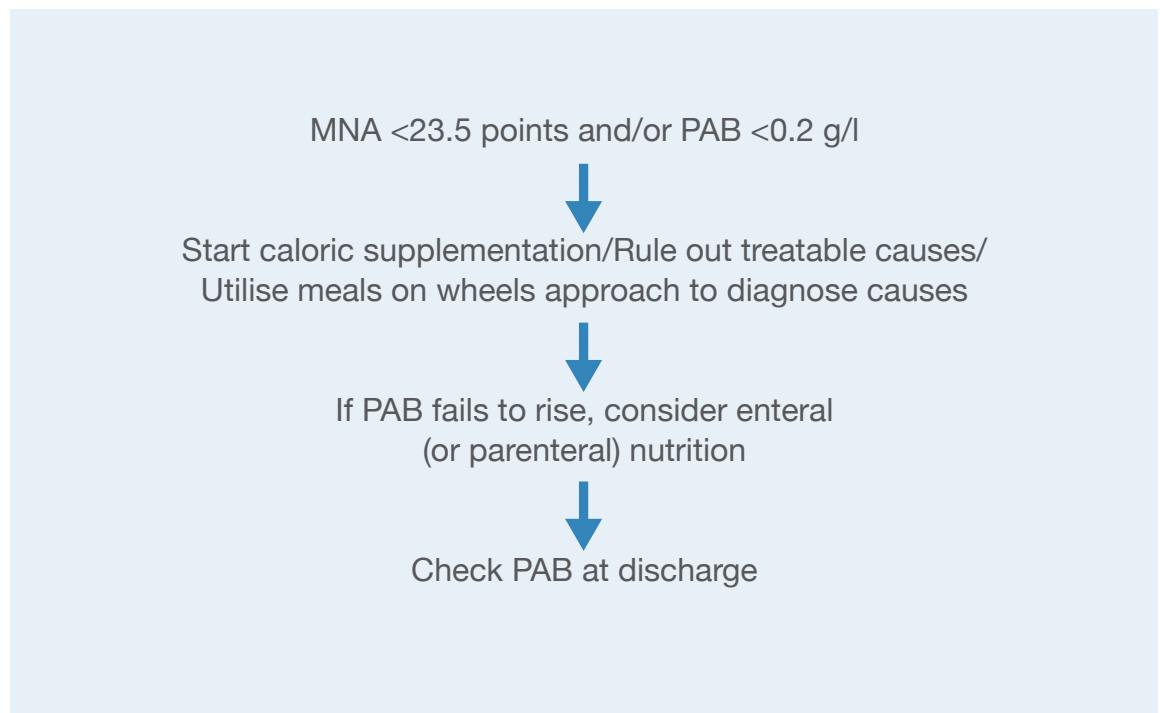 MNA <23.5 points and/or PAB <0.2 g/l
Start caloric supplementation/Rule out treatable causes/
Utilise meals on wheels approach to diagnose causes
If PAB fails to rise, consider enteral
(or parenteral) nutrition
Check PAB at discharge